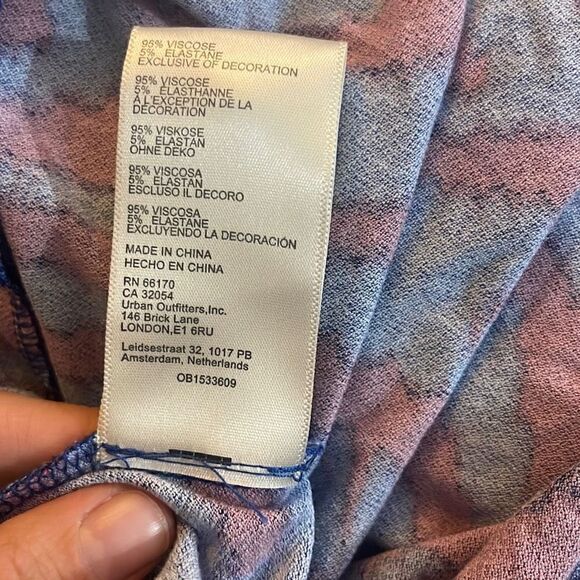 95% VISCOSE
5% ELASTANE
EXCLUSIVE OF DECORATION
95% VISCOSE
5% ÉLASTHANNE
À L'EXCEPTION DE LA
DÉCORATION
95% VISKOSE
5% ELASTAN
OHNE DEKO
95% VISCOSA
5% ELASTAN
ESCLUSO IL DECORO
95% VISCOSA
5% ELASTANE
EXCLUYENDO LA DECORACIÓN
MADE IN CHINA
HECHO EN CHINA
RN 66170
CA 32054
Urban Outfitters,Inc.
146 Brick Lane
LONDON,E1 6RU
Leidsestraat 32, 1017 PB
Amsterdam, Netherlands
OB1533609